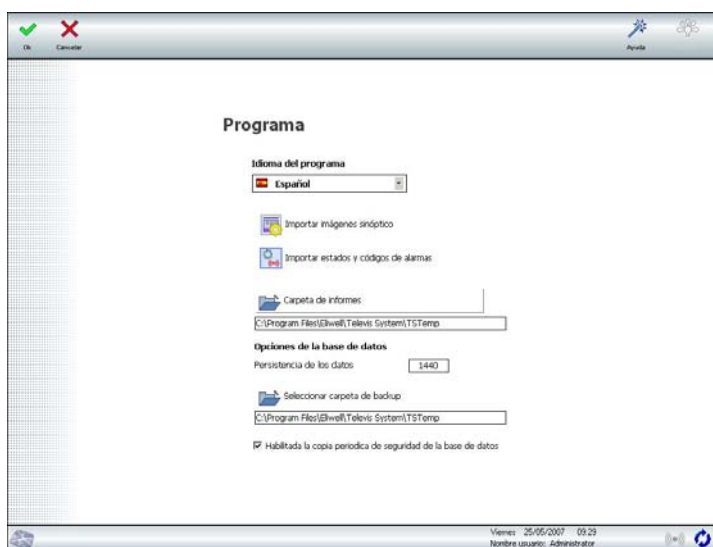 Ok
Cancelar
Ayuda
Programa
Idioma del programa
Español
Importar imágenes sinóptico
Importar estados y códigos de alarmas
Carpeta de informes
C:\Program Files\Eliwell\Televis System\TSTemp
Opciones de la base de datos
Persistencia de los datos 1440
Seleccionar carpeta de backup
C:\Program Files\Eliwell\Televis System\TSTemp
Habilitada la copia periodica de seguridad de la base de datos
Viernes 25/05/2007 09:29
Nombre usuario: Administrator